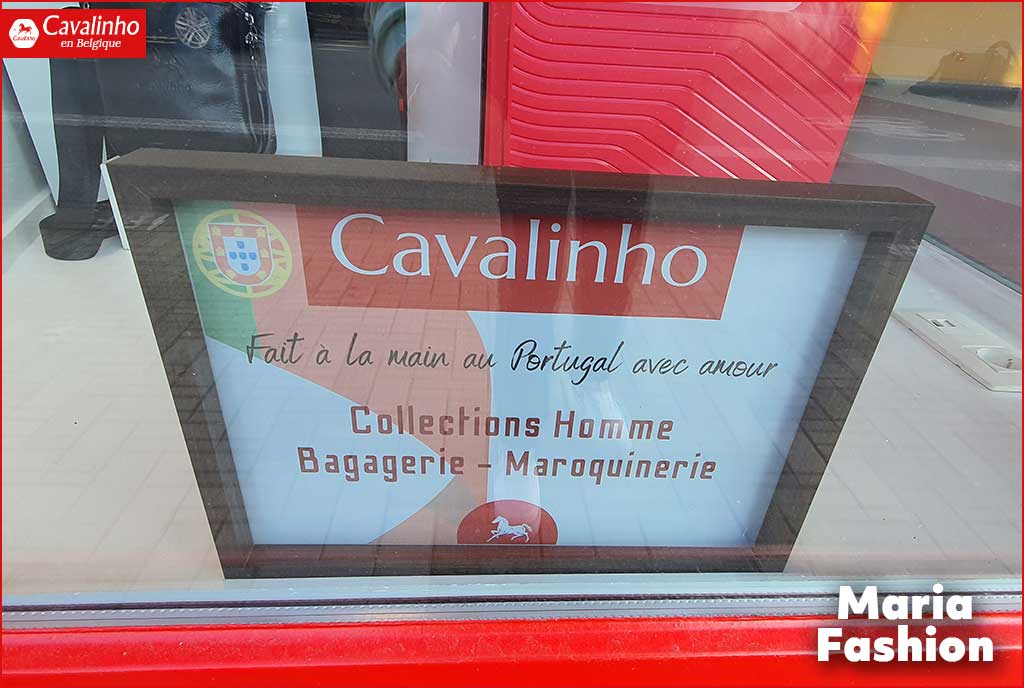 Cavalinho
en Belgique
Cavalinho
Fait à la main au Portugal avec amour
Collections Homme
Bagagerie - Maroquinerie
Maria
Fashion